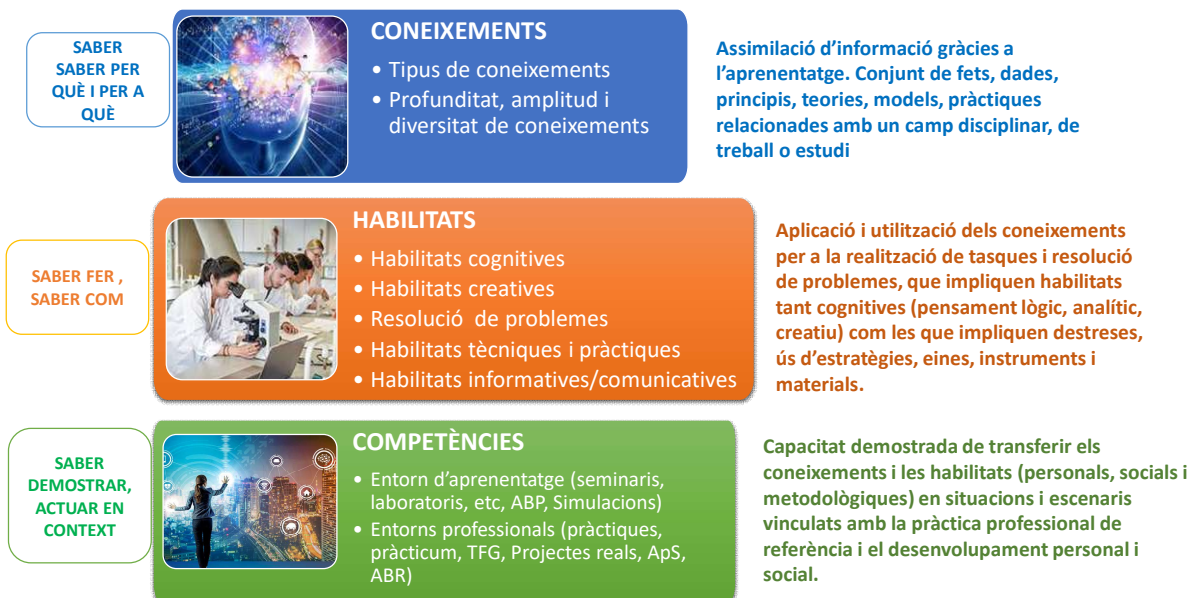 SABER
SABER PER
QUÈ I PER A
QUÈ
CONEIXEMENTS
• Tipus de coneixements
• Profunditat, amplitud i
diversitat de coneixements
Assimilació d'informació gràcies a
l'aprenentatge. Conjunt de fets, dades,
principis, teories, models, pràctiques
relacionades amb un camp disciplinar, de
treball o estudi
SABER FER ,
SABER COM
HABILITATS
• Habilitats cognitives
• Habilitats creatives
• Resolució de problemes
• Habilitats tècniques i pràctiques
• Habilitats informatives/comunicatives
Aplicació i utilització dels coneixements
per a la realització de tasques i resolució
de problemes, que impliquen habilitats
tant cognitives (pensament lògic, analític,
creatiu) com les que impliquen destreses,
ús d'estratègies, eines, instruments i
materials.
SABER
DEMOSTRAR,
ACTUAR EN
CONTEXT
COMPETÈNCIES
• Entorn d'aprenentatge (seminaris,
laboratoris, etc, ABP, Simulacions)
• Entorns professionals (pràctiques,
pràcticum, TFG, Projectes reals, ApS,
ABR)
Capacitat demostrada de transferir els
coneixements i les habilitats (personals, socials i
metodològiques) en situacions i escenaris
vinculats amb la pràctica professional de
referència i el desenvolupament personal i
social.